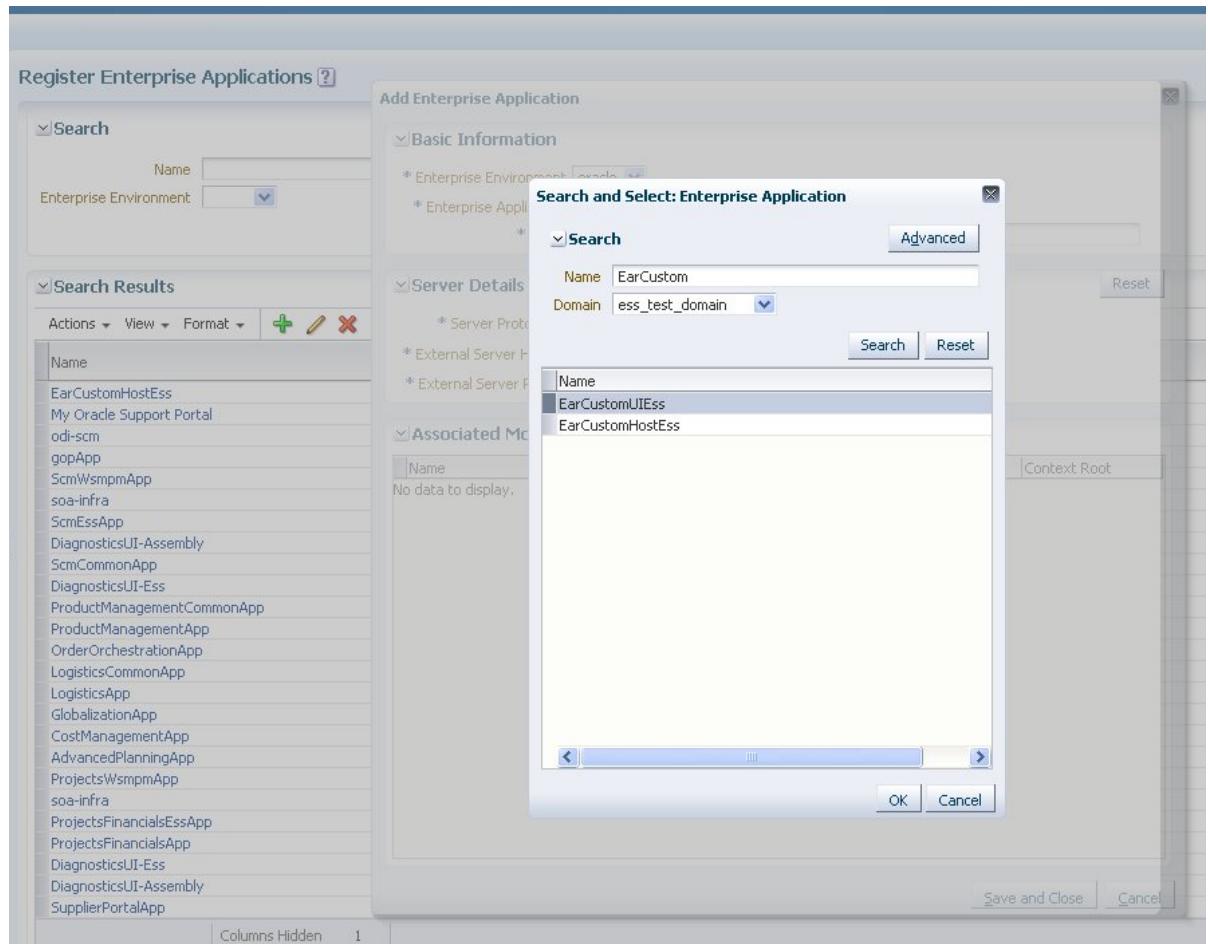 Register Enterprise Applications ?
Search
Name
Enterprise Environment
Search Results
Actions View Format
Name
EarCustomHostEss
My Oracle Support Portal
odi-scm
gopApp
ScmWsmpmApp
soa-infra
ScmEssApp
DiagnosticsUI-Assembly
ScmCommonApp
DiagnosticsUI-Ess
ProductManagementCommonApp
ProductManagementApp
OrderOrchestrationApp
LogisticsCommonApp
LogisticsApp
GlobalizationApp
CostManagementApp
AdvancedPlanningApp
ProjectsWsmpmApp
soa-infra
ProjectsFinancialsEssApp
ProjectsFinancialsApp
DiagnosticsUI-Ess
DiagnosticsUI-Assembly
SupplierPortalApp
Columns Hidden 1
Add Enterprise Application
Basic Information
* Enterprise oracle
* Enterprise
*
Server Details Reset
* Server
* External Server
* External Server
Associated
Name Context Root
No data to display.
Save and Close Cancel
Search and Select: Enterprise Application
Search Advanced
Name EarCustom
Domain ess_test_domain
Search Reset
Name
EarCustomUIEss
EarCustomHostEss
OK Cancel